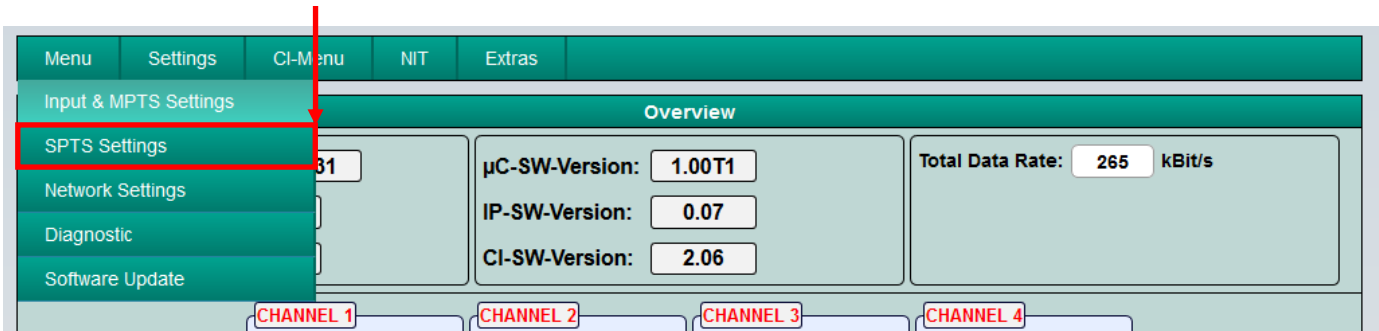 Menu Settings CI-Menu NIT Extras
Input & MPTS Settings
Overview
SPTS Settings
31 µC-SW-Version: 1.00T1 Total Data Rate: 265 kBit/s
Network Settings
IP-SW-Version: 0.07
Diagnostic
CI-SW-Version: 2.06
Software Update
CHANNEL 1 CHANNEL 2 CHANNEL 3 CHANNEL 4